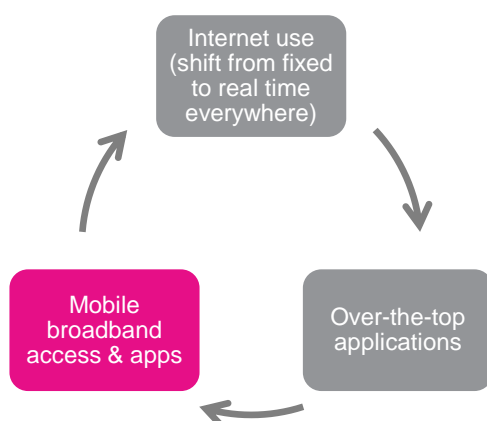 Internet use
(shift from fixed
to real time
everywhere)
Over-the-top
applications
Mobile
broadband
access & apps